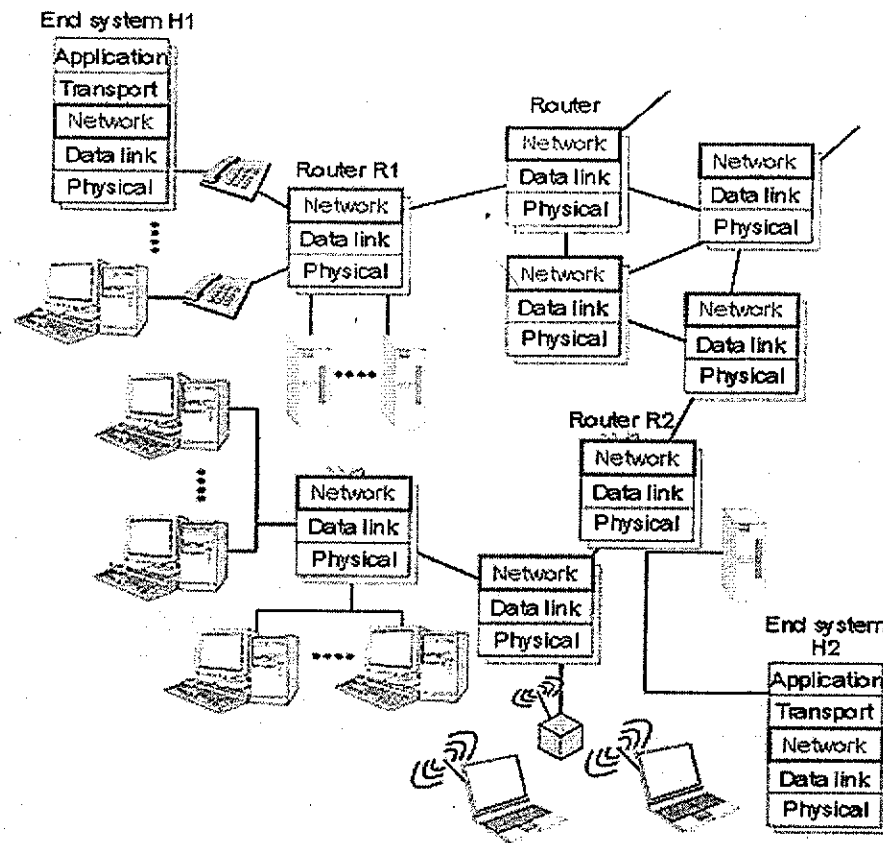 End system H1
Application
Transport
Network
Data link
Physical
Router R1
Network
Data link
Physical
Router
Network
Data link
Physical
Network
Data link
Physical
Network
Data link
Physical
Network
Data link
Physical
Router R2
Network
Data link
Physical
Network
Data link
Physical
Network
Data link
Physical
End system
H2
Application
Transport
Network
Data link
Physical